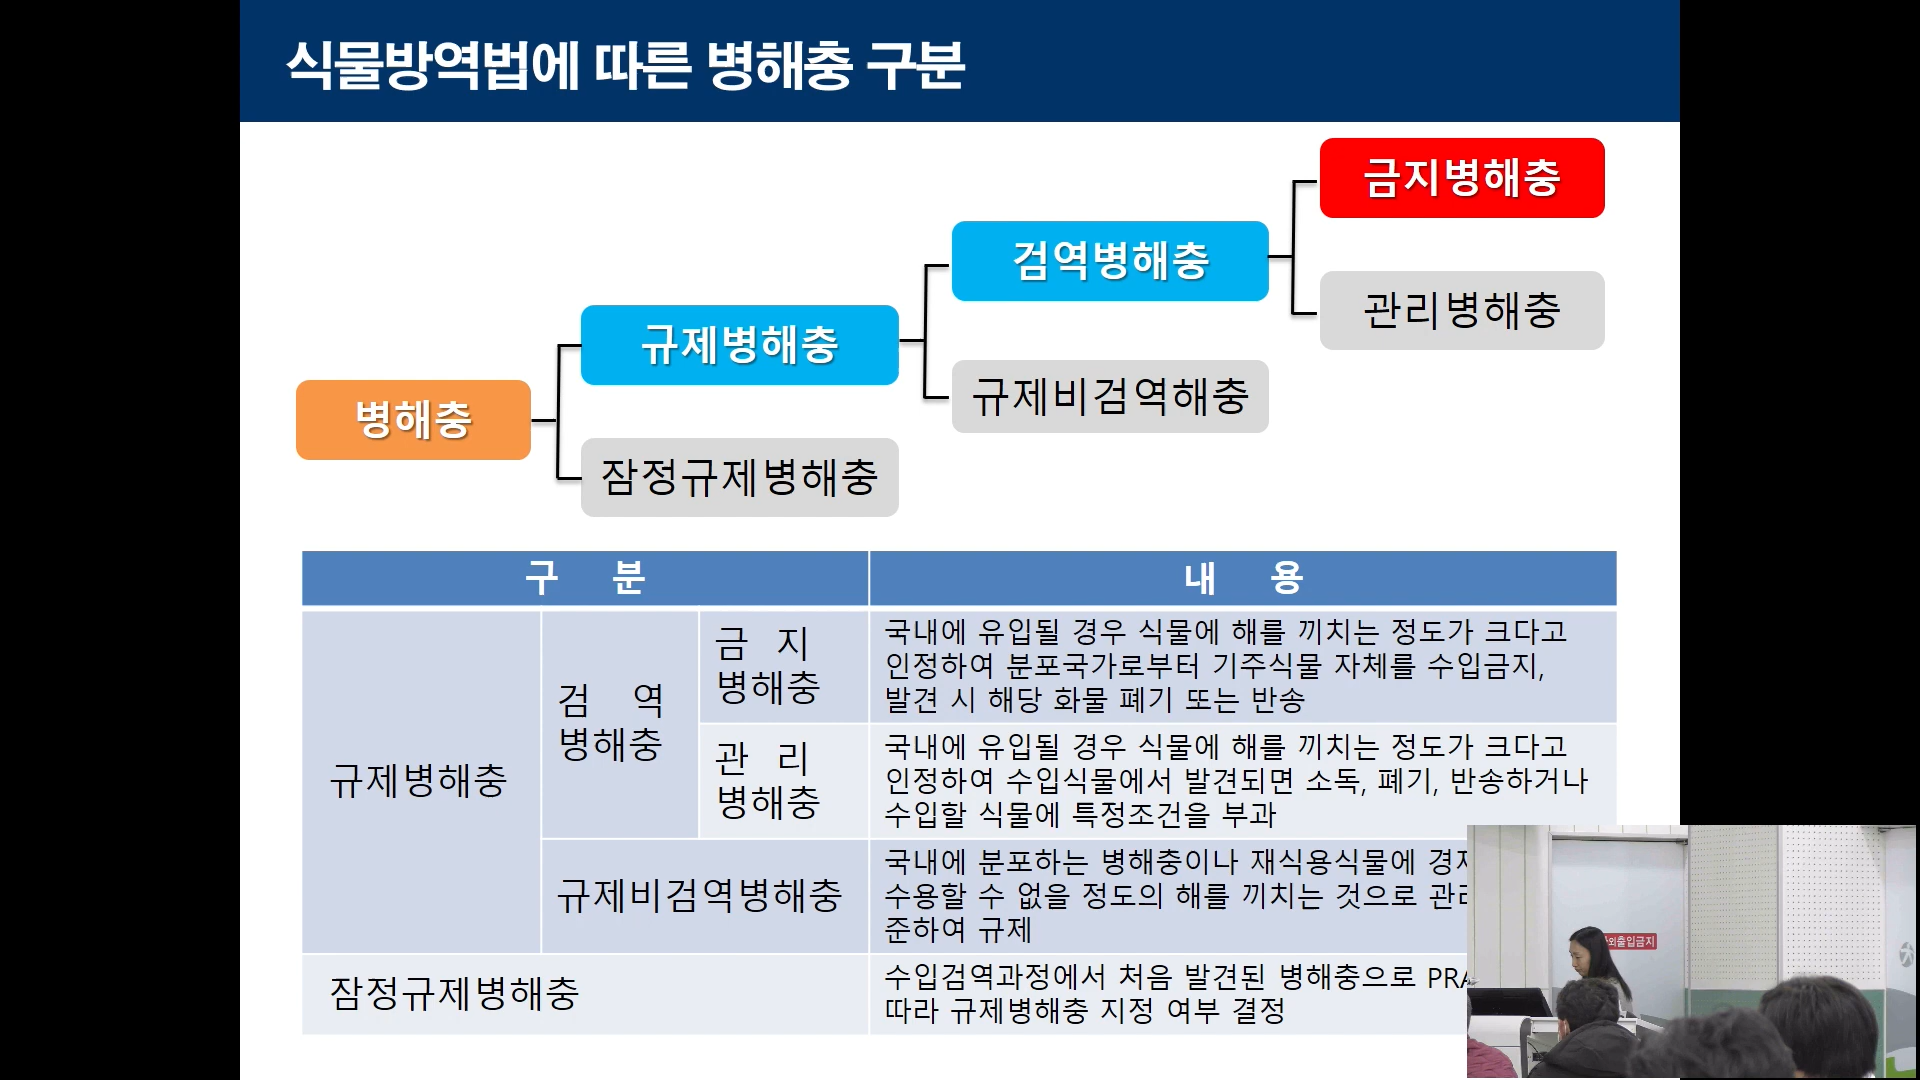 식물방역법에 따른 병해충 구분
금지병해충
검역병해충
관리병해충
규제병해충
규제비검역해충
병해충
잠정규제병해충
구 분
내 용
규제병해충
검 역
병해충
금 지
병해충
국내에 유입될 경우 식물에 해를 끼치는 정도가 크다고
인정하여 분포국가로부터 기주식물 자체를 수입금지,
발견 시 해당 화물 폐기 또는 반송
관 리
병해충
국내에 유입될 경우 식물에 해를 끼치는 정도가 크다고
인정하여 수입식물에서 발견되면 소독, 폐기, 반송하거나
수입할 식물에 특정조건을 부과
규제비검역병해충
국내에 분포하는 병해충이나 재식용식물에
수용할 수 없을 정도의 해를 끼치는 것으로
준하여 규제
잠정규제병해충
수입검역과정에서 처음 발견된 병해충으로
따라 규제병해충 지정 여부 결정
외출입금지